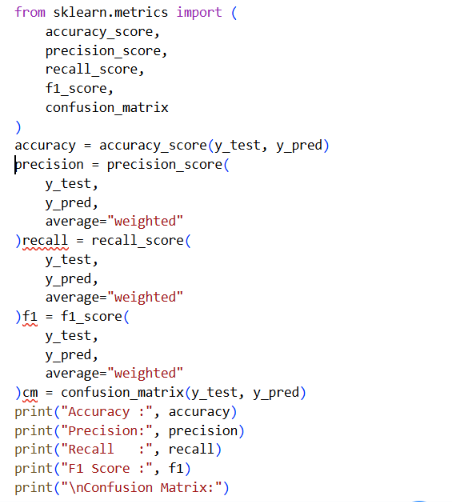 from sklearn.metrics import (
    accuracy_score,
    precision_score,
    recall_score,
    f1_score,
    confusion_matrix
)
accuracy = accuracy_score(y_test, y_pred)
precision = precision_score(
    y_test,
    y_pred,
    average="weighted"
)recall = recall_score(
    y_test,
    y_pred,
    average="weighted"
)f1 = f1_score(
    y_test,
    y_pred,
    average="weighted"
)cm = confusion_matrix(y_test, y_pred)
print("Accuracy :", accuracy)
print("Precision:", precision)
print("Recall   :", recall)
print("F1 Score :", f1)
print("\nConfusion Matrix:")